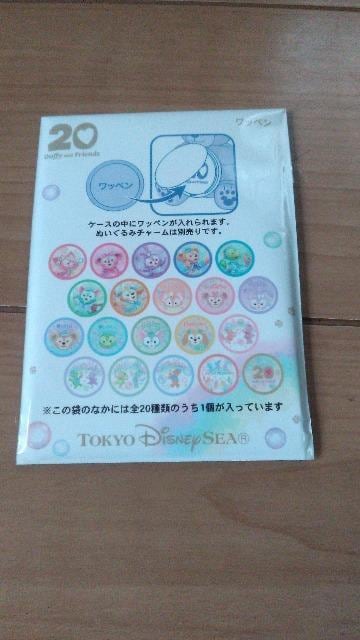 20
Duffy and Friends
ワッペン
ワッペン
ケースの中にワッペンが入れられます。
ぬいぐるみチャームは別売りです。
20
※この袋のなかには全20種類のうち1個が入っています
TOKYO DISNEYSEA®